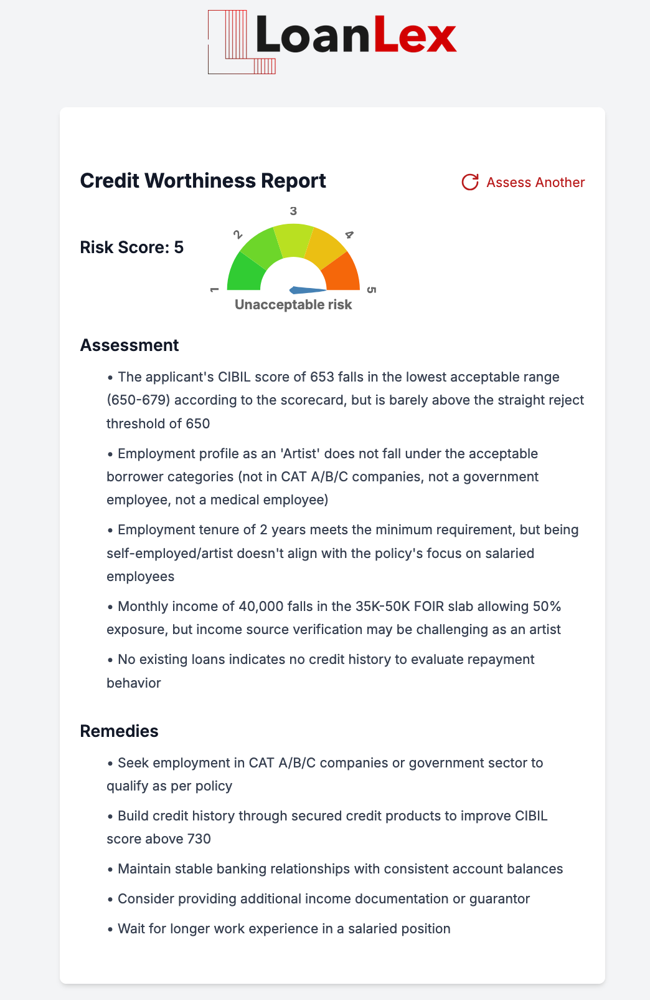 LoanLex
Credit Worthiness Report
Assess Another
Risk Score: 5
1
2
3
4
5
Unacceptable risk
Assessment
• The applicant's CIBIL score of 653 falls in the lowest acceptable range
(650-679) according to the scorecard, but is barely above the straight reject
threshold of 650
• Employment profile as an 'Artist' does not fall under the acceptable
borrower categories (not in CAT A/B/C companies, not a government
employee, not a medical employee)
• Employment tenure of 2 years meets the minimum requirement, but being
self-employed/artist doesn't align with the policy's focus on salaried
employees
• Monthly income of 40,000 falls in the 35K-50K FOIR slab allowing 50%
exposure, but income source verification may be challenging as an artist
• No existing loans indicates no credit history to evaluate repayment
behavior
Remedies
• Seek employment in CAT A/B/C companies or government sector to
qualify as per policy
• Build credit history through secured credit products to improve CIBIL
score above 730
• Maintain stable banking relationships with consistent account balances
• Consider providing additional income documentation or guarantor
• Wait for longer work experience in a salaried position